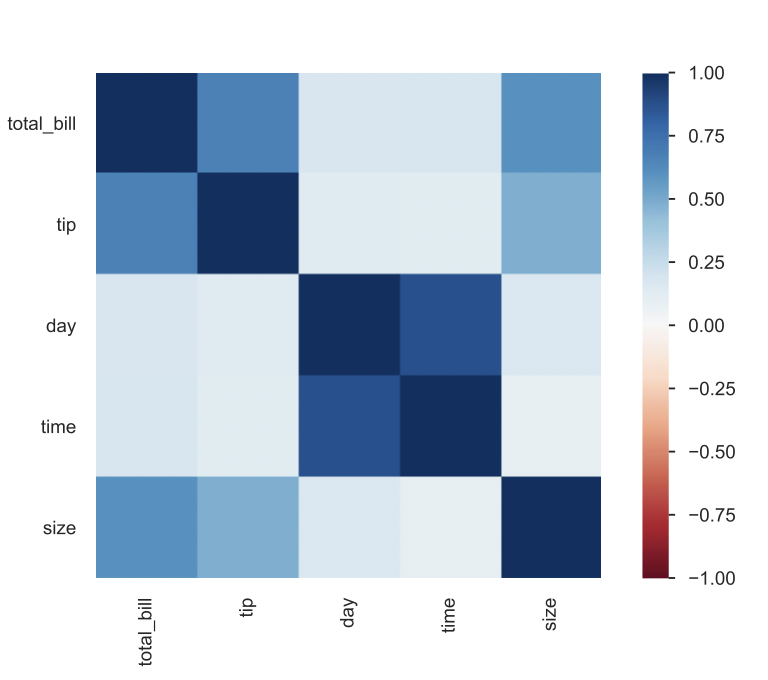 total_bill
tip
day
time
size
total_bill
tip
day
time
size
1.00
0.75
0.50
0.25
0.00
−0.25
−0.50
−0.75
−1.00